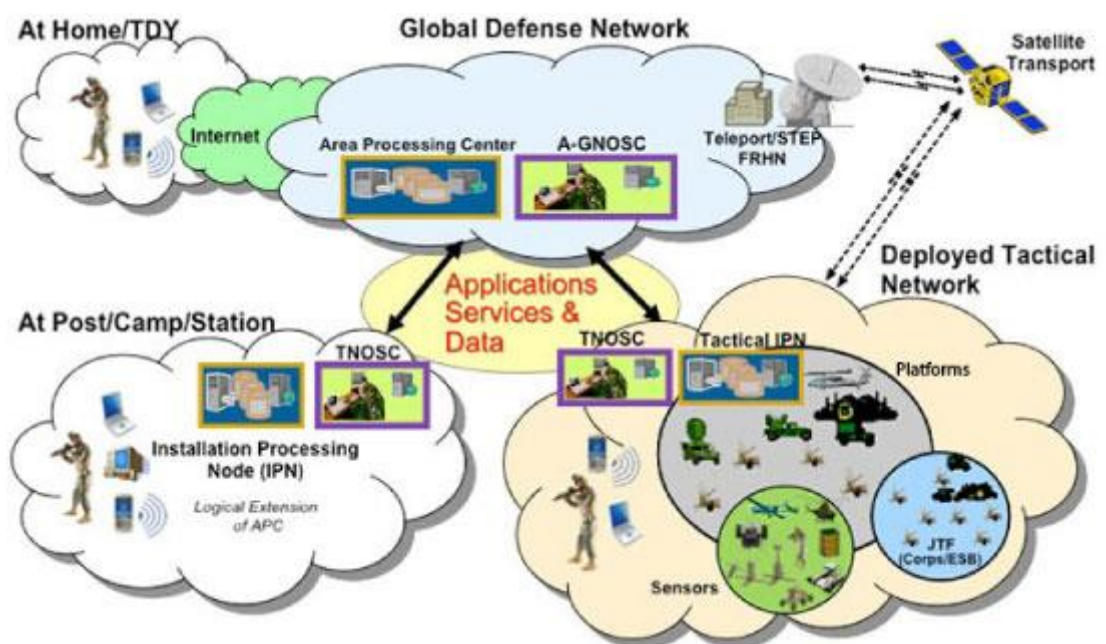 At Home/TDY
Global Defense Network
Satellite
Transport
Internet
Area Processing Center
A-GNOSC
Teleport/STEP
FRHN
Deployed Tactical
Network
Applications
Services &
Data
At Post/Camp/Station
TNOSC
Installation Processing
Node (IPN)
Logical Extension
of APC
TNOSC
Tactical IPN
Platforms
JTF
(Corps/ESB)
Sensors